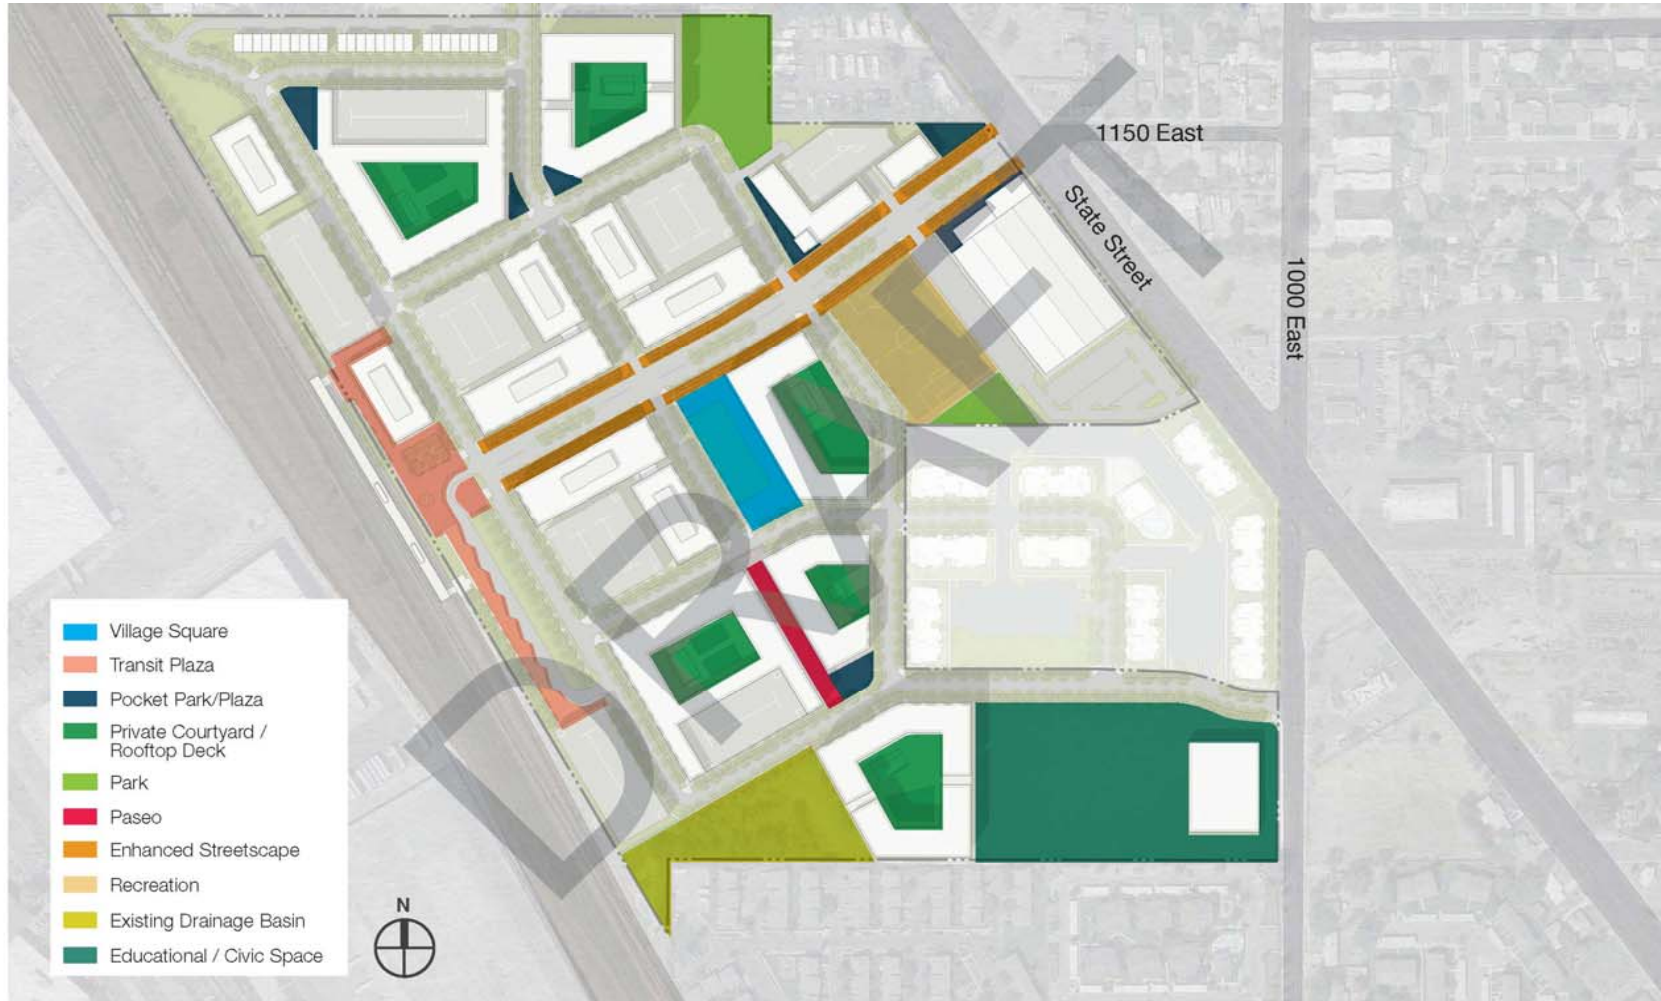 1150 East
State Street
1000 East
DRAFT
Village Square
Transit Plaza
Pocket Park/Plaza
Private Courtyard /
Rooftop Deck
Park
Paseo
Enhanced Streetscape
Recreation
Existing Drainage Basin
Educational / Civic Space
N